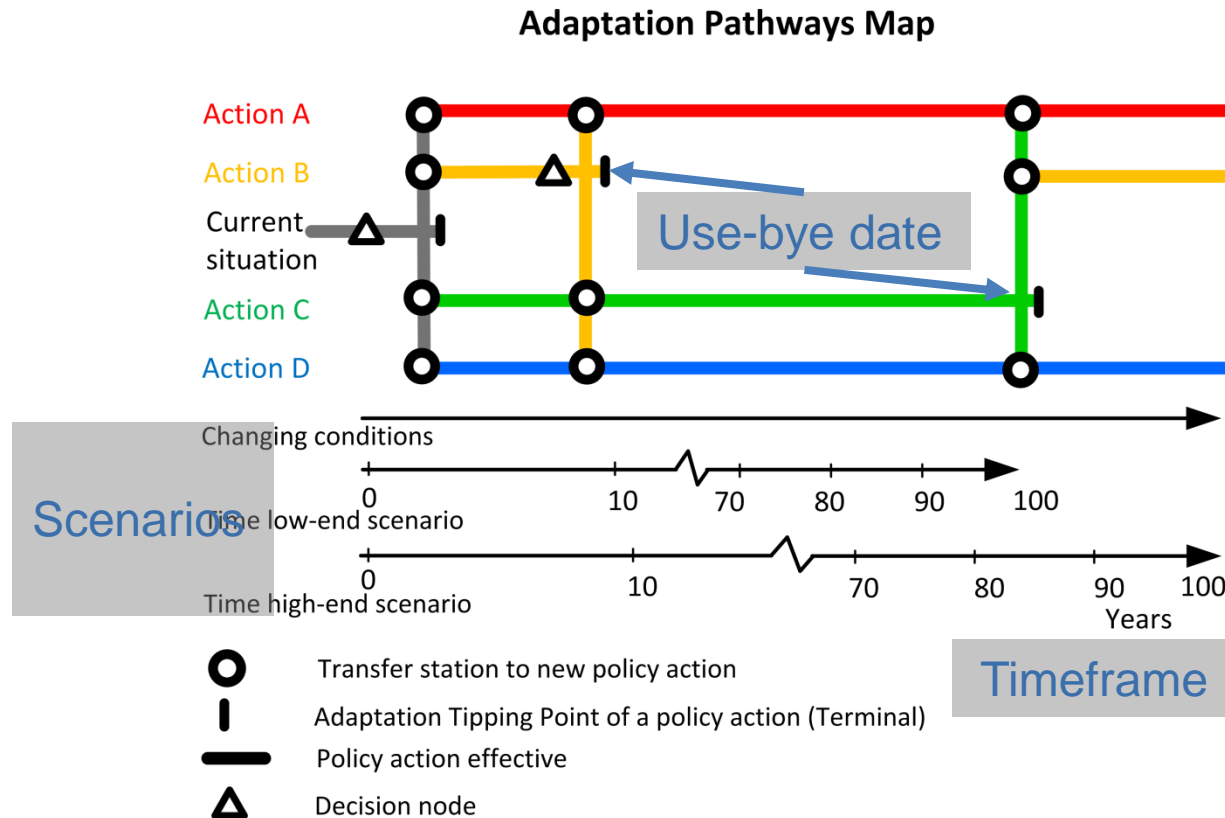 Adaptation Pathways Map
Action A
Action B
Current
situation
Use-bye date
Action C
Action D
Changing conditions
0 10 70 80 90 100
Scenarios
Time low-end scenario
0 10 70 80 90 100
Time high-end scenario
Years
Timeframe
Transfer station to new policy action
Adaptation Tipping Point of a policy action (Terminal)
Policy action effective
Decision node